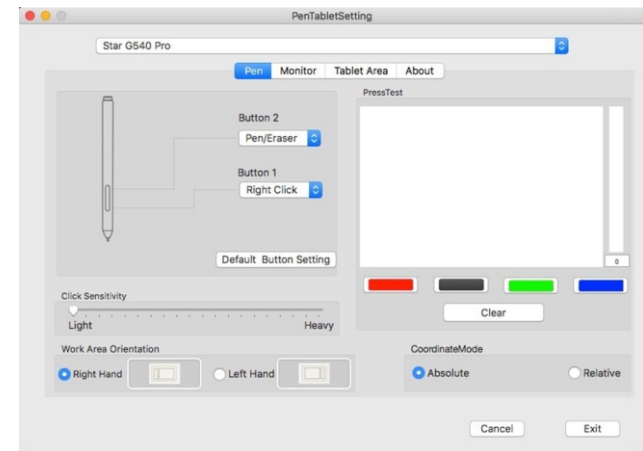 PenTabletSetting
Star G540 Pro
Pen Monitor Tablet Area About
PressTest
Button 2
Pen/Eraser
Button 1
Right Click
Default Button Setting
0
Click Sensitivity
Light Heavy
Clear
Work Area Orientation
Right Hand Left Hand
CoordinateMode
Absolute Relative
Cancel Exit